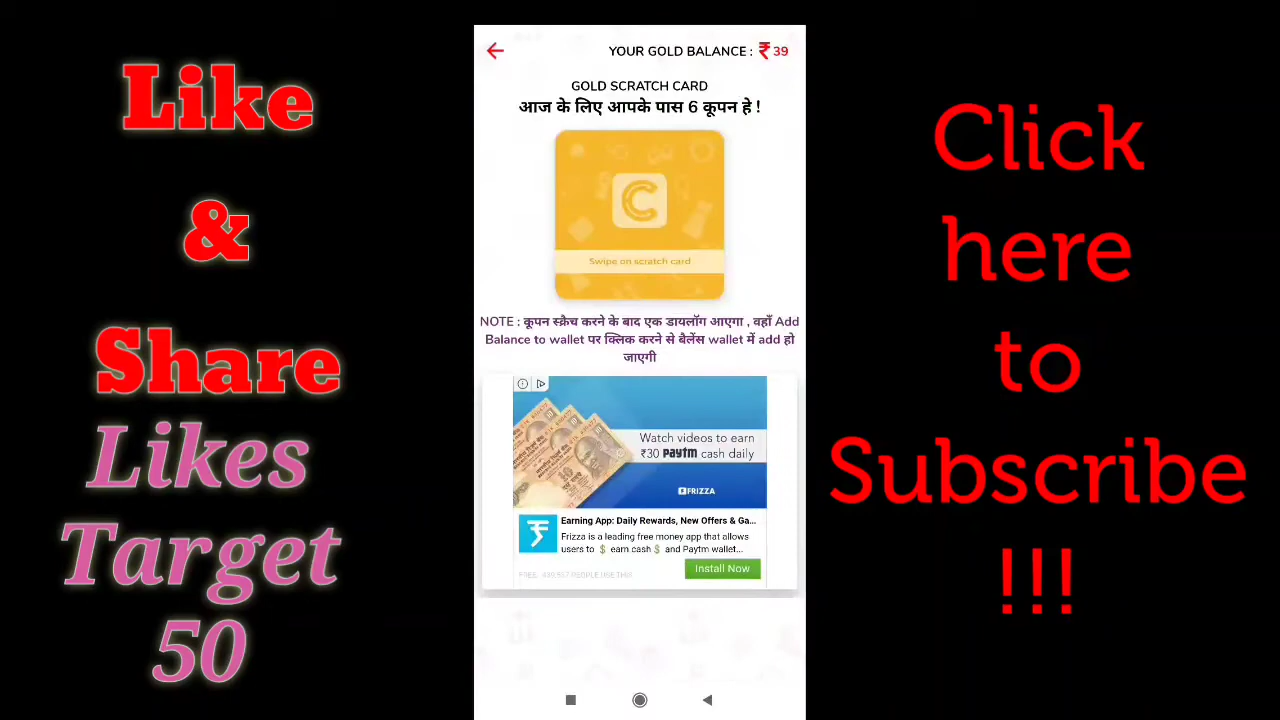 Like
&
Share
Likes
Target
50
YOUR GOLD BALANCE : ₹ 39
GOLD SCRATCH CARD
आज के लिए आपके पास 6 कूपन हे !
C
Swipe on scratch card
NOTE : कूपन स्क्रैच करने के बाद एक डायलॉग आएगा , वहाँ Add
Balance to wallet पर क्लिक करने से बैलेंस wallet में add हो
जाएगी
Watch videos to earn
₹30 Paytm cash daily
FRIZZA
Earning App: Daily Rewards, New Offers & Ga...
Frizza is a leading free money app that allows
users to 💲 earn cash💲 and Paytm wallet...
Install Now
Click
here
to
Subscribe
!!!